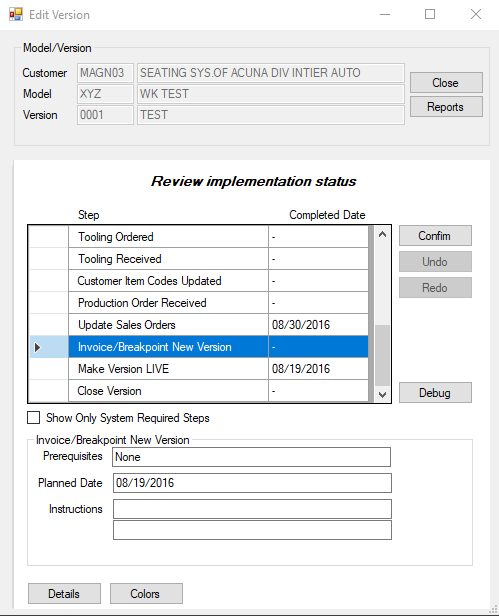 Edit Version
Model/Version
Customer MAGN03 SEATING SYS.OF ACUNA DIV INTIER AUTO
Close
Model XYZ WK TEST
Reports
Version 0001 TEST
Review implementation status
Step Completed Date
Tooling Ordered -
Confim
Tooling Received -
Undo
Customer Item Codes Updated -
Redo
Production Order Received -
Update Sales Orders 08/30/2016
Invoice/Breakpoint New Version -
Make Version LIVE 08/19/2016
Close Version -
Debug
Show Only System Required Steps
Invoice/Breakpoint New Version
Prerequisites None
Planned Date 08/19/2016
Instructions
Details Colors